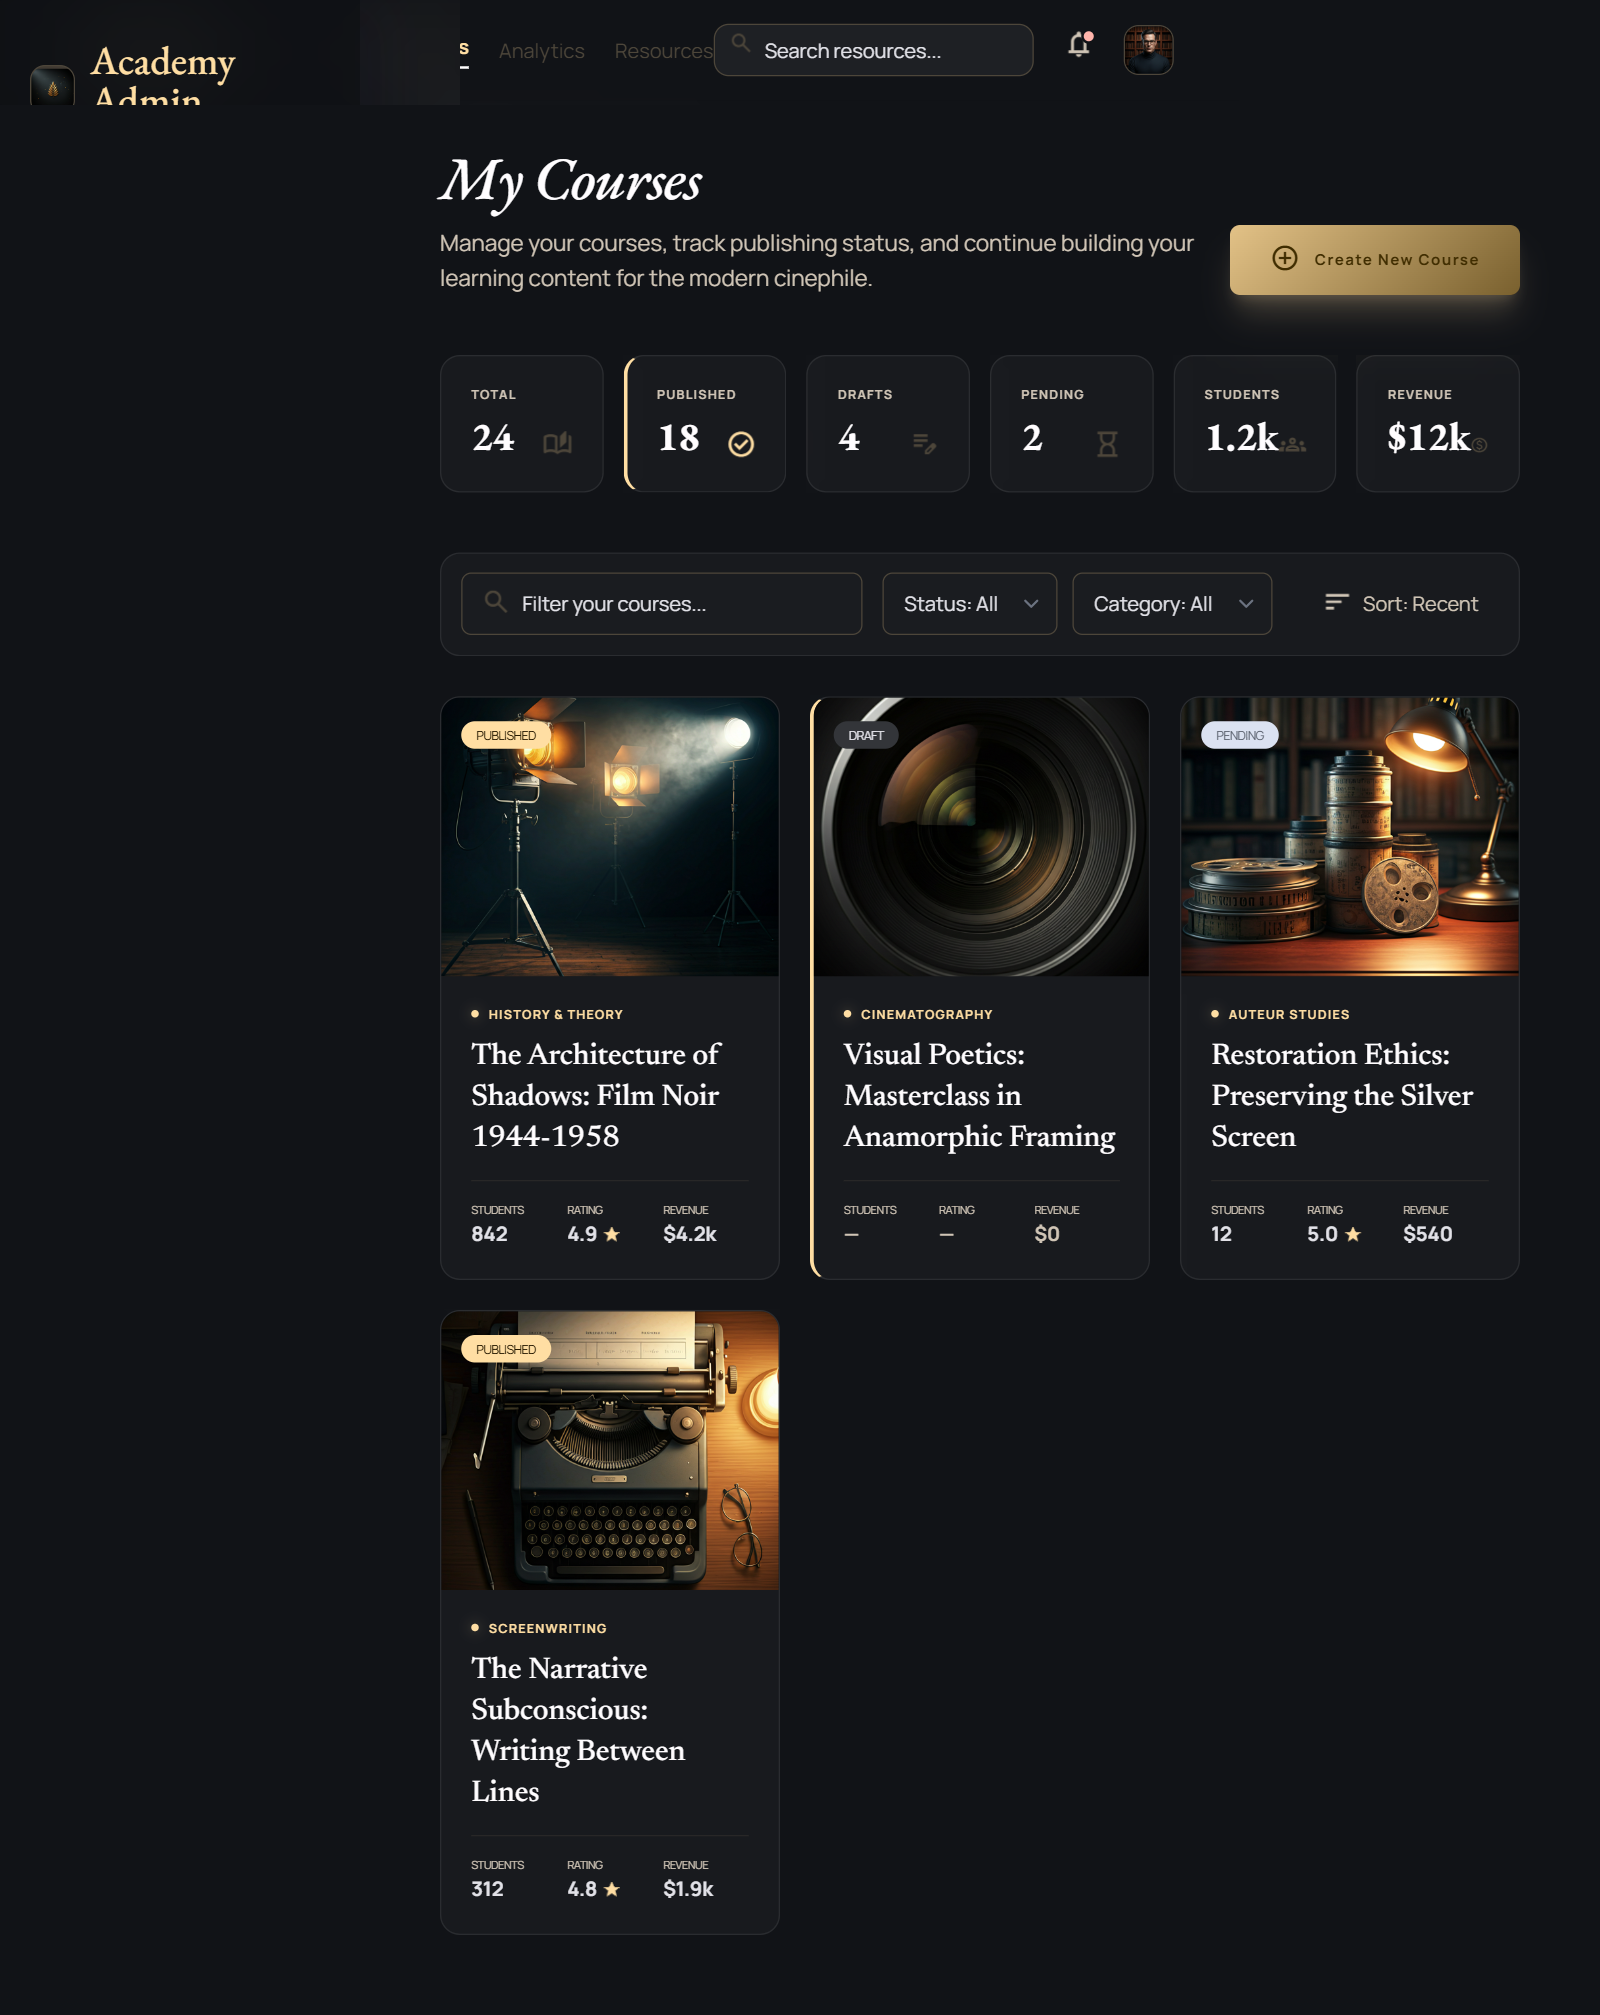 Academy
Admin
s
Analytics
Resources
Search resources...
My Courses
Manage your courses, track publishing status, and continue building your
learning content for the modern cinephile.
Create New Course
TOTAL
24
PUBLISHED
18
DRAFTS
4
PENDING
2
STUDENTS
1.2k
REVENUE
$12k
Filter your courses...
Status: All
Category: All
Sort: Recent
PUBLISHED
HISTORY & THEORY
The Architecture of
Shadows: Film Noir
1944-1958
STUDENTS
RATING
REVENUE
842
4.9
$4.2k
DRAFT
CINEMATOGRAPHY
Visual Poetics:
Masterclass in
Anamorphic Framing
STUDENTS
RATING
REVENUE
—
—
$0
PENDING
AUTEUR STUDIES
Restoration Ethics:
Preserving the Silver
Screen
STUDENTS
RATING
REVENUE
12
5.0
$540
PUBLISHED
SCREENWRITING
The Narrative
Subconscious:
Writing Between
Lines
STUDENTS
RATING
REVENUE
312
4.8
$1.9k